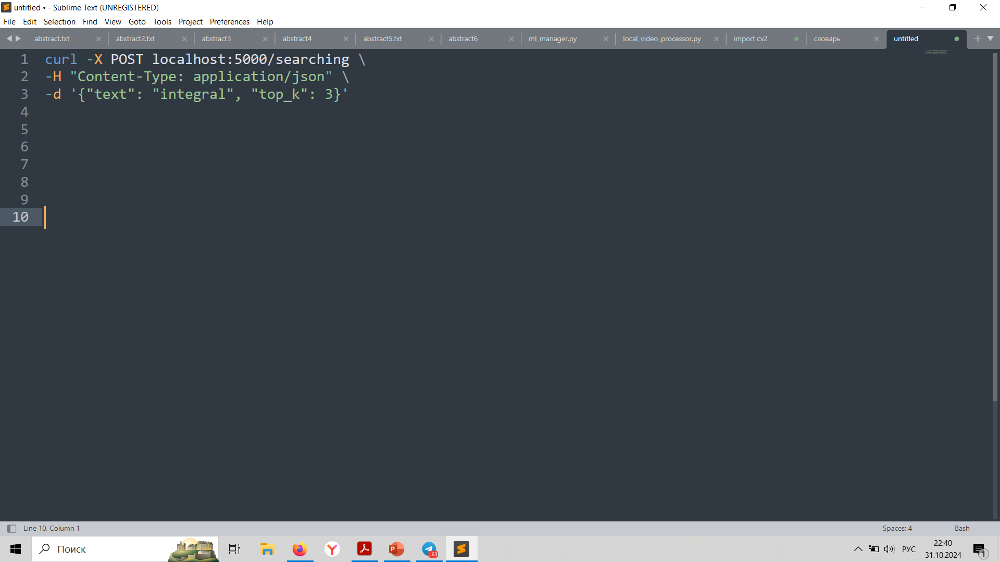 untitled • - Sublime Text (UNREGISTERED)
File Edit Selection Find View Goto Tools Project Preferences Help
abstract.txt abstract2.txt abstract3 abstract4 abstract5.txt abstract6 ml_manager.py local_video_processor.py import cv2 словарь untitled
1 curl -X POST localhost:5000/searching \
2 -H "Content-Type: application/json" \
3 -d '{"text": "integral", "top_k": 3}'
4
5
6
7
8
9
10
Line 10, Column 1 Spaces: 4 Bash
Поиск ..63 РУС 22:40 1
31.10.2024